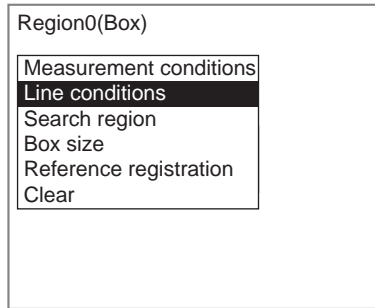 Region0(Box)
Measurement conditions
Line conditions
Search region
Box size
Reference registration
Clear